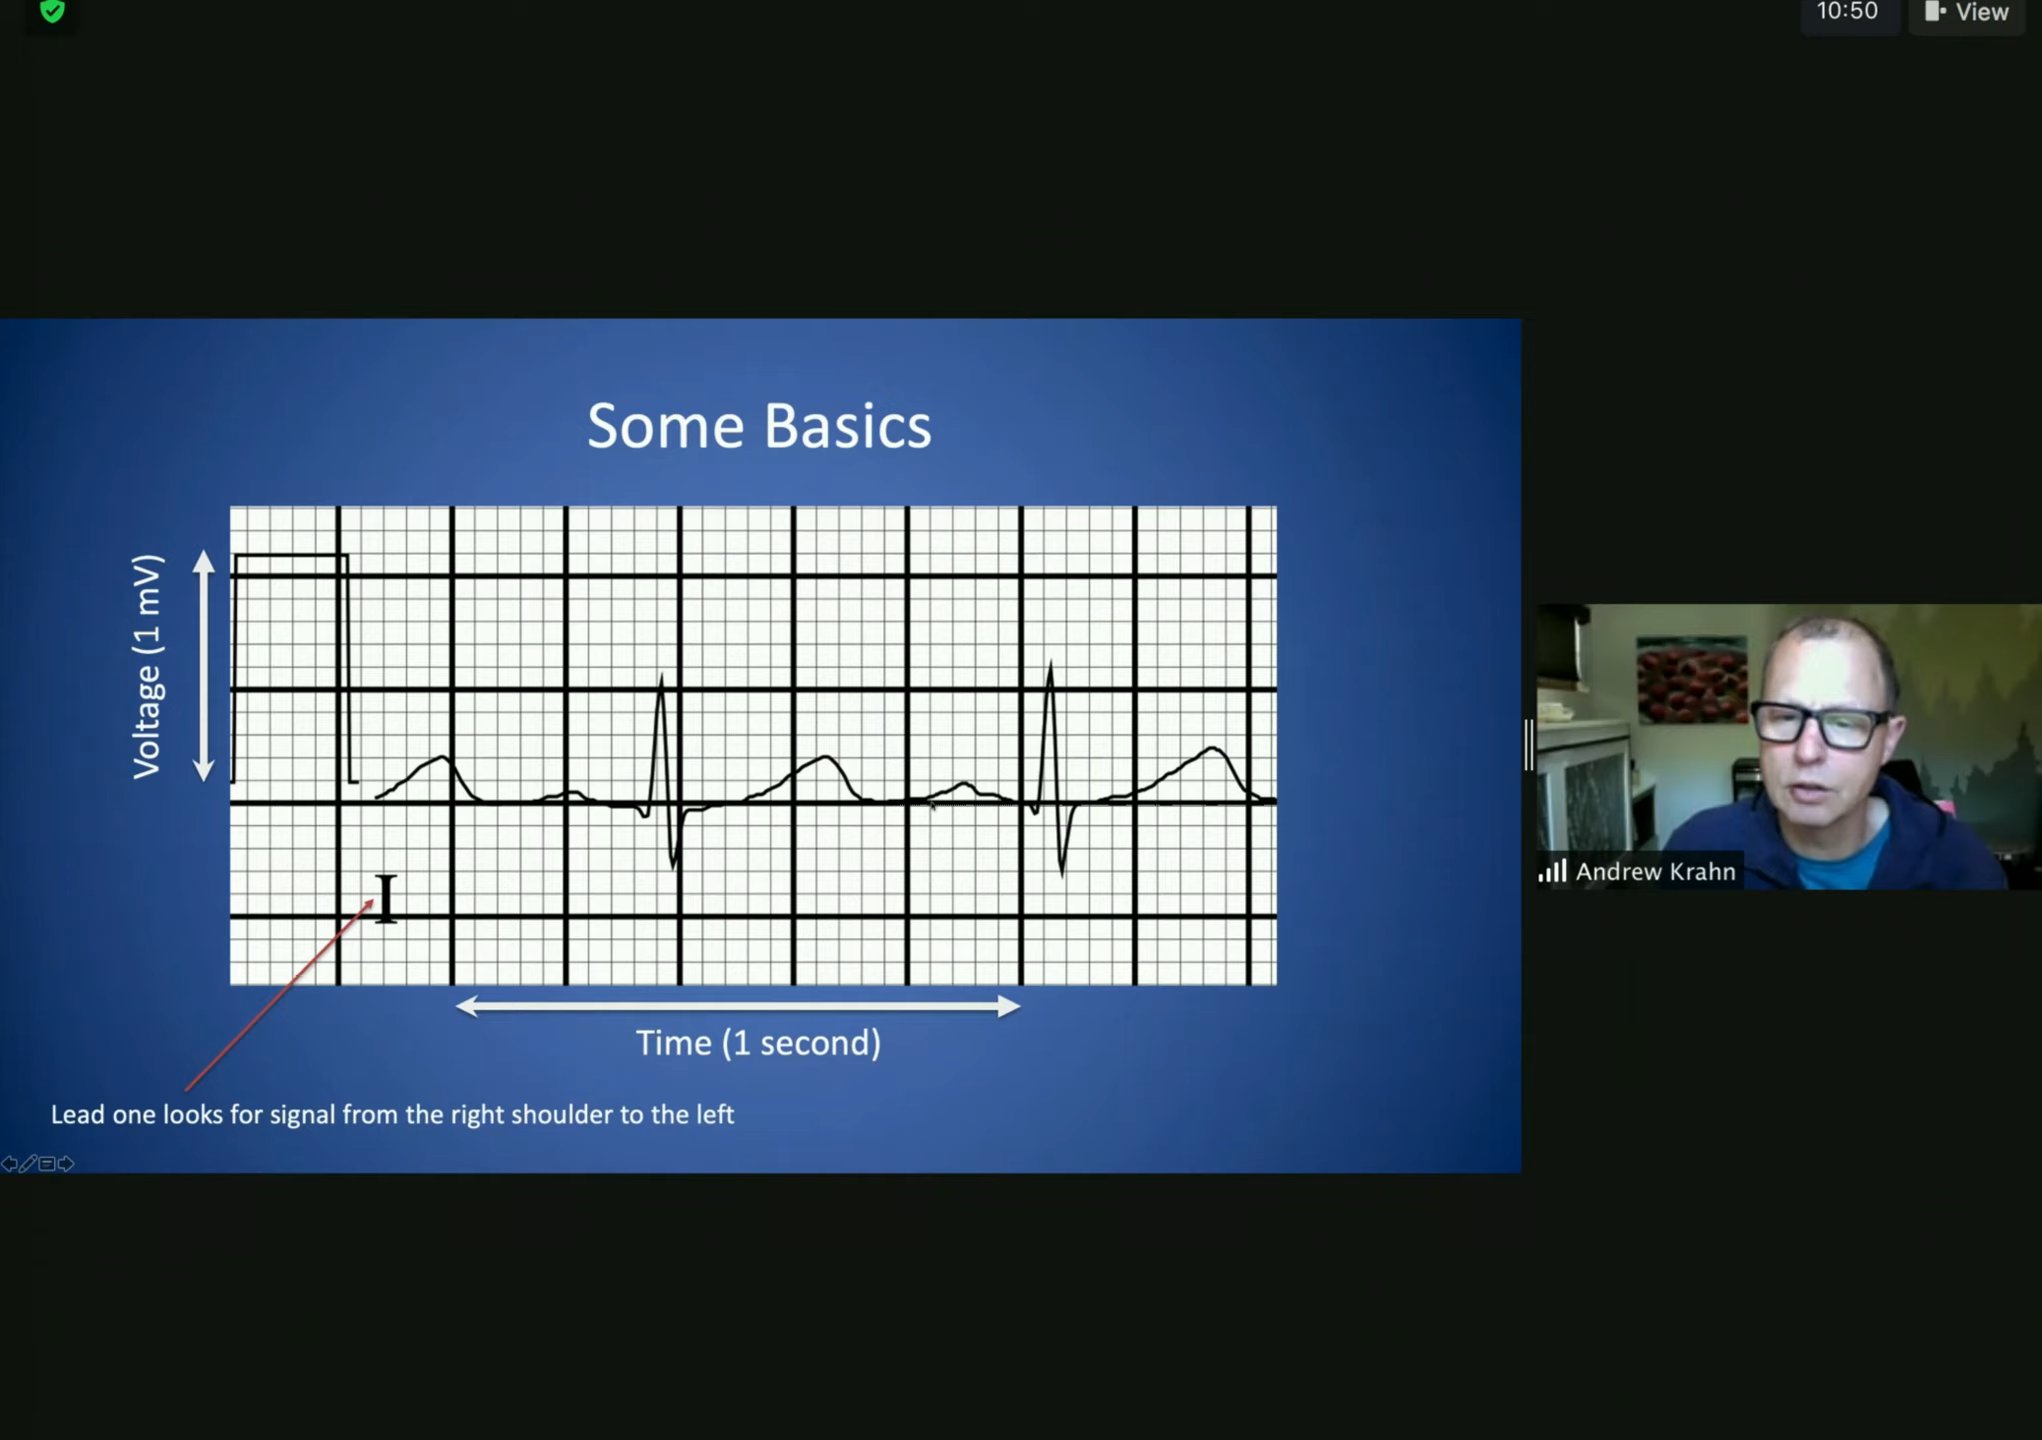 10:50
View
Some Basics
Voltage (1 mV)
I
Time (1 second)
Lead one looks for signal from the right shoulder to the left
Andrew Krahn